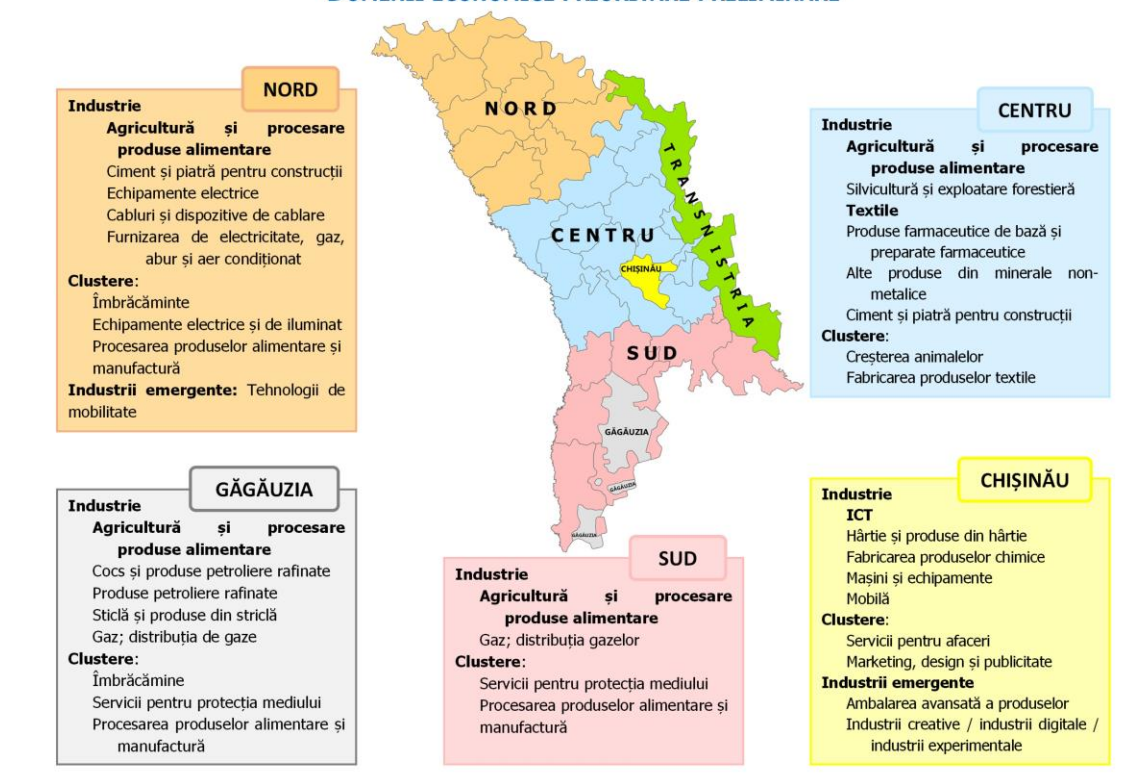 DOMENII ECONOMICE PRIORITARE PRELIMINARE
NORD
Industrie
Agricultură și procesare
produse alimentare
Ciment și piatră pentru construcții
Echipamente electrice
Cabluri și dispozitive de cablare
Furnizarea de electricitate, gaz,
abur și aer condiționat
Clustere:
Îmbrăcăminte
Echipamente electrice și de iluminat
Procesarea produselor alimentare și
manufactură
Industrii emergente: Tehnologii de
mobilitate
NORD
CENTRU
CHIȘINĂU
TRANSNISTRIA
SUD
GĂGĂUZIA
GĂGĂUZIA
GĂGĂUZIA
CENTRU
Industrie
Agricultură și procesare
produse alimentare
Silvicultură și exploatare forestieră
Textile
Produse farmaceutice de bază și
preparate farmaceutice
Alte produse din minerale non-
metalice
Ciment și piatră pentru construcții
Clustere:
Creșterea animalelor
Fabricarea produselor textile
GĂGĂUZIA
Industrie
Agricultură și procesare
produse alimentare
Cocs și produse petroliere rafinate
Produse petroliere rafinate
Sticlă și produse din striclă
Gaz; distribuția de gaze
Clustere:
Îmbrăcămine
Servicii pentru protecția mediului
Procesarea produselor alimentare și
manufactură
SUD
Industrie
Agricultură și procesare
produse alimentare
Gaz; distribuția gazelor
Clustere:
Servicii pentru protecția mediului
Procesarea produselor alimentare și
manufactură
CHIȘINĂU
Industrie
ICT
Hârtie și produse din hârtie
Fabricarea produselor chimice
Mașini și echipamente
Mobilă
Clustere:
Servicii pentru afaceri
Marketing, design și publicitate
Industrii emergente
Ambalarea avansată a produselor
Industrii creative / industrii digitale /
industrii experimentale